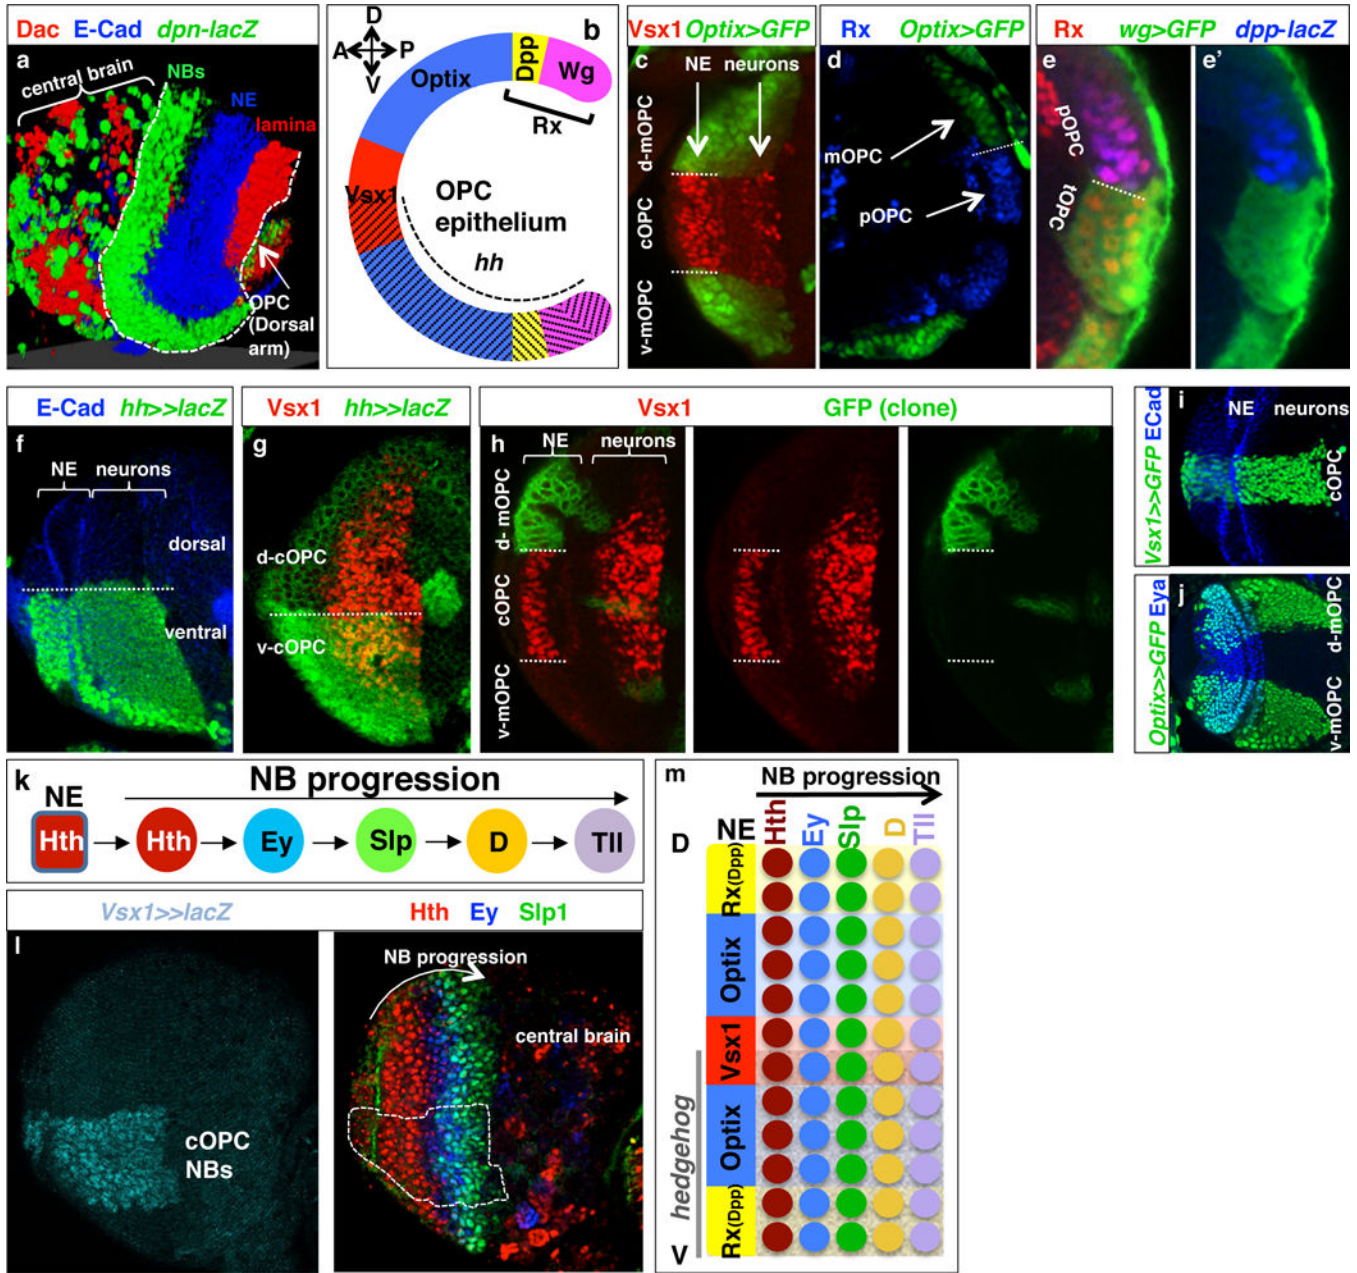 Dac E-Cad dpn-lacZ
a
central brain
NBs
NE
lamina
OPC
(Dorsal
arm)
b
D
A P
V
Optix
Dpp
Wg
Rx
Vsx1
OPC
epithelium
hh
Vsx1 Optix>GFP
c NE neurons
d-mOPC
cOPC
v-mOPC
Rx Optix>GFP
d
mOPC
pOPC
Rx wg>GFP dpp-lacZ
e
pOPC
tOPC
e'
E-Cad hh>>lacZ
f
NE neurons
dorsal
ventral
Vsx1 hh>>lacZ
g
d-cOPC
v-cOPC
Vsx1 GFP (clone)
h NE neurons
d- mOPC
cOPC
v-mOPC
Vsx1>>GFP ECad
i
NE neurons
cOPC
Optix>>GFP Eya
j
d-mOPC
v-mOPC
k NB progression
NE
Hth Hth Ey Slp D Tll
Vsx1>>lacZ Hth Ey Slp1
l
cOPC
NBs
NB progression
central brain
m NB progression
D NE Hth Ey Slp D Tll
Rx(Dpp)
Optix
Vsx1
Optix
Rx(Dpp)
hedgehog
V